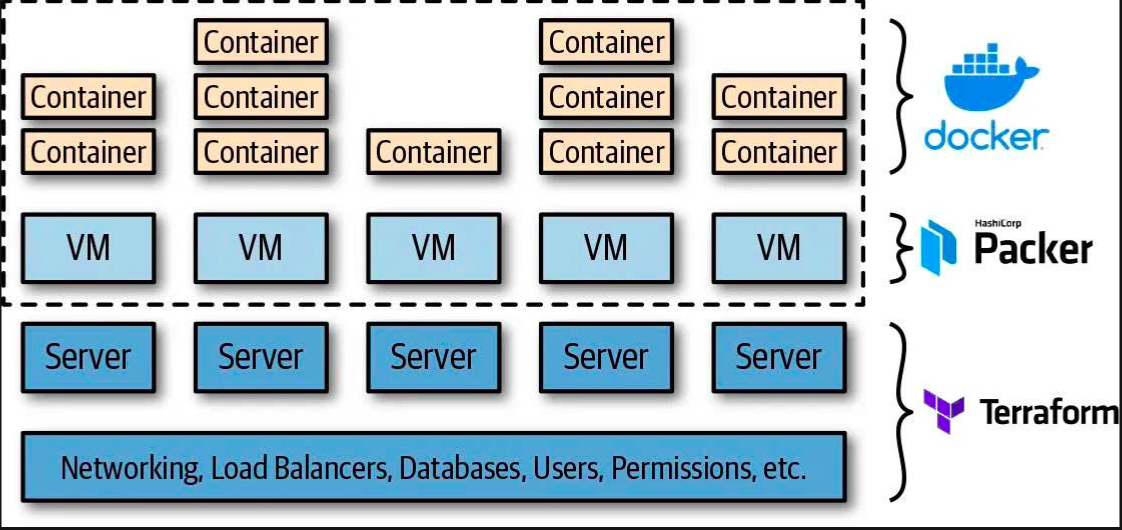 Container
Container
Container
Container
Container
Container
docker
Container
Container
Container
Container
Container
VM
VM
VM
VM
VM
HashiCorp
Packer
Server
Server
Server
Server
Server
Terraform
Networking, Load Balancers, Databases, Users, Permissions, etc.